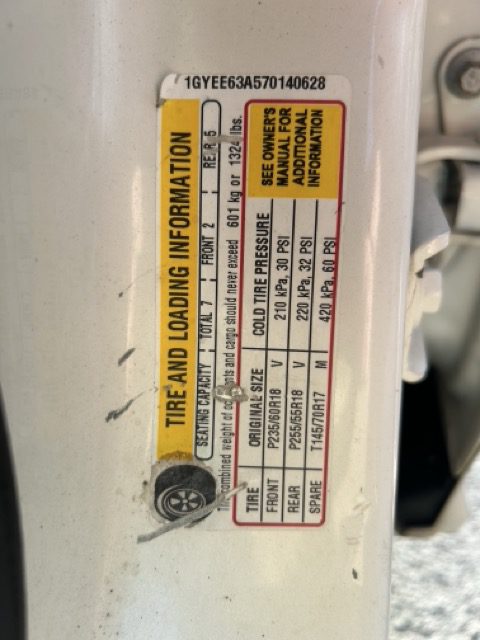 1GYEE63A570140628
TIRE AND LOADING INFORMATION
SEATING CAPACITY : TOTAL 7 : FRONT 2 : REAR 5
The combined weight of occupants and cargo should never exceed 601 kg or 1324 lbs.
TIRE ORIGINAL SIZE COLD TIRE PRESSURE
FRONT P235/60R18 V 210 kPa, 30 PSI
REAR P255/55R18 V 220 kPa, 32 PSI
SPARE T145/70R17 M 420 kPa, 60 PSI
SEE OWNER'S
MANUAL FOR
ADDITIONAL
INFORMATION